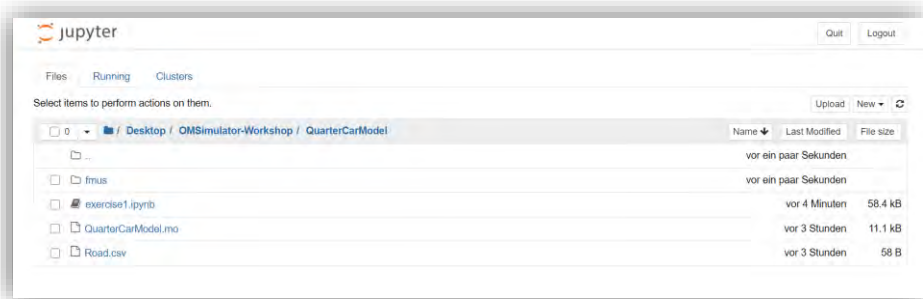 jupyter
Quit Logout
Files Running Clusters
Select items to perform actions on them.
Upload New
0 / Desktop / OMSimulator-Workshop / QuarterCarModel Name Last Modified File size
.. vor ein paar Sekunden
fmus vor ein paar Sekunden
exercise1.ipynb vor 4 Minuten 58.4 kB
QuarterCarModel.mo vor 3 Stunden 11.1 kB
Road.csv vor 3 Stunden 58 B